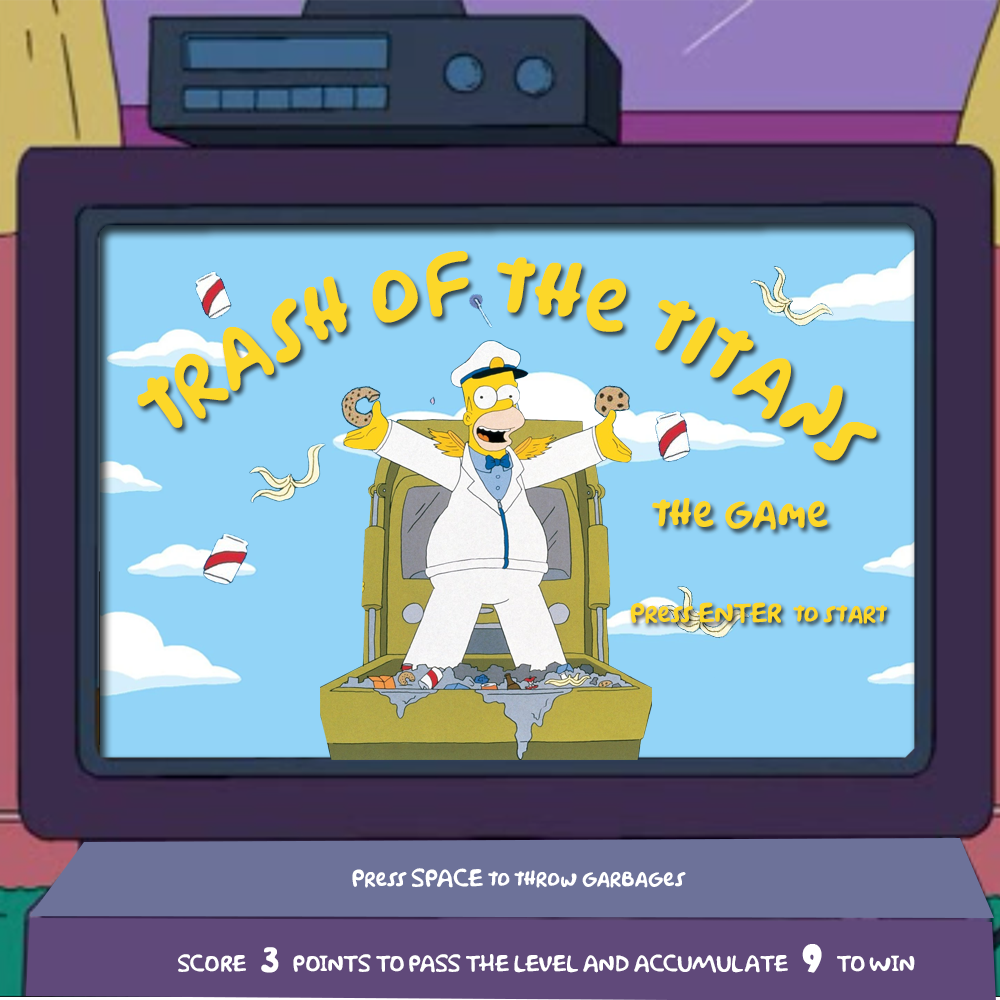 TRASH OF THE TITANS
THE GAME
PRESS ENTER TO START
PRESS SPACE TO THROW GARBAGES
SCORE 3 POINTS TO PASS THE LEVEL AND ACCUMULATE 9 TO WIN